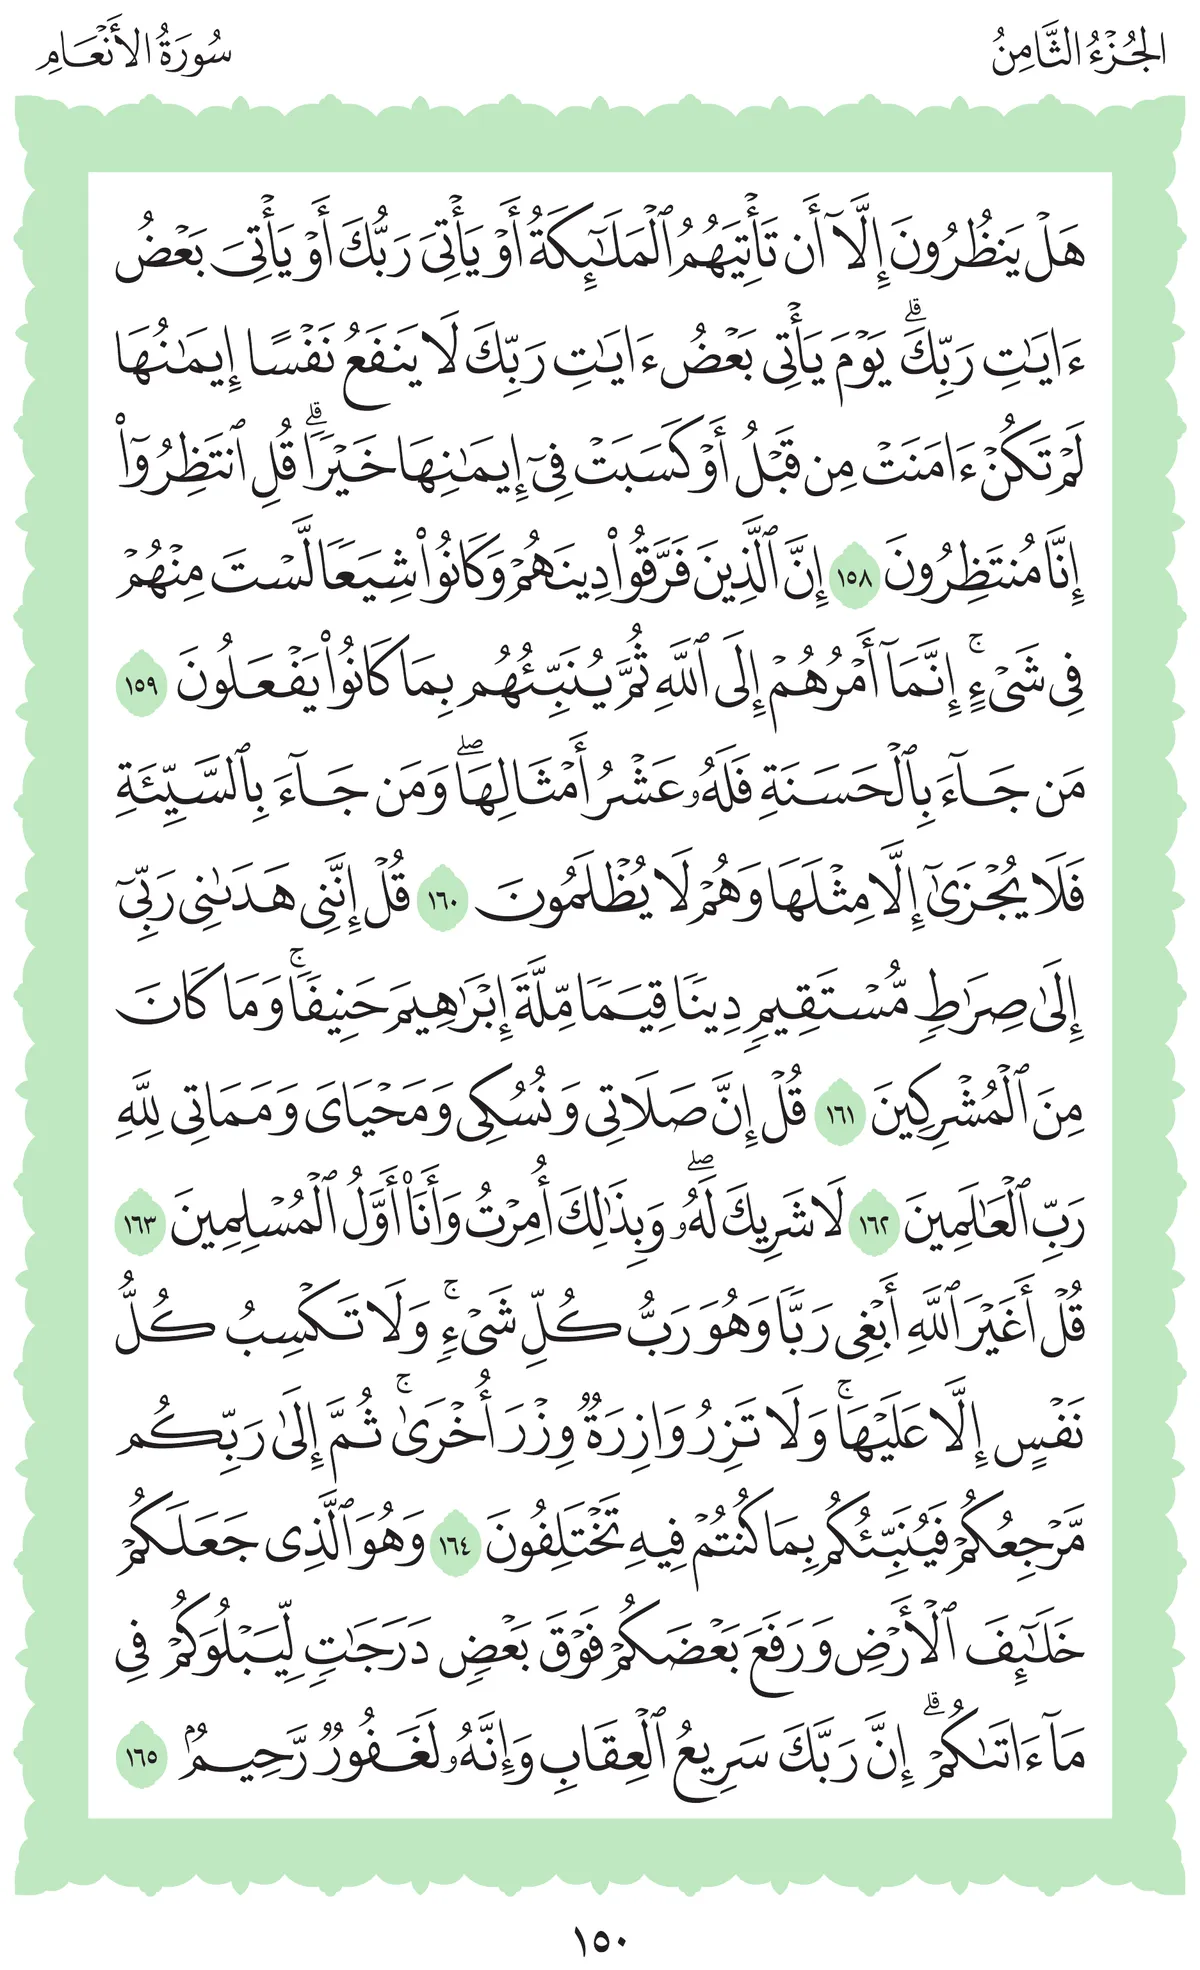 الجُزْءُ الثَّامِنُ
سُورَةُ الأَنْعَامِ
هَلْ يَنظُرُونَ إِلَّآ أَن تَأْتِيَهُمُ ٱلْمَلَـٰٓئِكَةُ أَوْ يَأْتِىَ رَبُّكَ أَوْ يَأْتِىَ بَعْضُ
ءَايَـٰتِ رَبِّكَ ۗ يَوْمَ يَأْتِى بَعْضُ ءَايَـٰتِ رَبِّكَ لَا يَنفَعُ نَفْسًا إِيمَـٰنُهَا
لَمْ تَكُنْ ءَامَنَتْ مِن قَبْلُ أَوْ كَسَبَتْ فِىٓ إِيمَـٰنِهَا خَيْرًا ۗ قُلِ ٱنتَظِرُوٓا۟
إِنَّا مُنتَظِرُونَ ١٥٨ إِنَّ ٱلَّذِينَ فَرَّقُوا۟ دِينَهُمْ وَكَانُوا۟ شِيَعًا لَّسْتَ مِنْهُمْ
فِى شَىْءٍ ۚ إِنَّمَآ أَمْرُهُمْ إِلَى ٱللَّهِ ثُمَّ يُنَبِّئُهُم بِمَا كَانُوا۟ يَفْعَلُونَ ١٥٩
مَن جَآءَ بِٱلْحَسَنَةِ فَلَهُۥ عَشْرُ أَمْثَالِهَا ۖ وَمَن جَآءَ بِٱلسَّيِّئَةِ
فَلَا يُجْزَىٰٓ إِلَّا مِثْلَهَا وَهُمْ لَا يُظْلَمُونَ ١٦٠ قُلْ إِنَّنِى هَدَىٰنِى رَبِّىٓ
إِلَىٰ صِرَٰطٍ مُّسْتَقِيمٍ دِينًا قِيَمًا مِّلَّةَ إِبْرَٰهِيمَ حَنِيفًا ۚ وَمَا كَانَ
مِنَ ٱلْمُشْرِكِينَ ١٦١ قُلْ إِنَّ صَلَاتِى وَنُسُكِى وَمَحْيَاىَ وَمَمَاتِى لِلَّهِ
رَبِّ ٱلْعَـٰلَمِينَ ١٦٢ لَا شَرِيكَ لَهُۥ ۖ وَبِذَٰلِكَ أُمِرْتُ وَأَنَا۠ أَوَّلُ ٱلْمُسْلِمِينَ ١٦٣
قُلْ أَغَيْرَ ٱللَّهِ أَبْغِى رَبًّا وَهُوَ رَبُّ كُلِّ شَىْءٍ ۚ وَلَا تَكْسِبُ كُلُّ
نَفْسٍ إِلَّا عَلَيْهَا ۚ وَلَا تَزِرُ وَازِرَةٌ وِزْرَ أُخْرَىٰ ۚ ثُمَّ إِلَىٰ رَبِّكُم
مَّرْجِعُكُمْ فَيُنَبِّئُكُم بِمَا كُنتُمْ فِيهِ تَخْتَلِفُونَ ١٦٤ وَهُوَ ٱلَّذِى جَعَلَكُمْ
خَلَـٰٓئِفَ ٱلْأَرْضِ وَرَفَعَ بَعْضَكُمْ فَوْقَ بَعْضٍ دَرَجَـٰتٍ لِّيَبْلُوَكُمْ فِى
مَآ ءَاتَىٰكُمْ ۗ إِنَّ رَبَّكَ سَرِيعُ ٱلْعِقَابِ وَإِنَّهُۥ لَغَفُورٌ رَّحِيمٌۢ ١٦٥
١٥٠